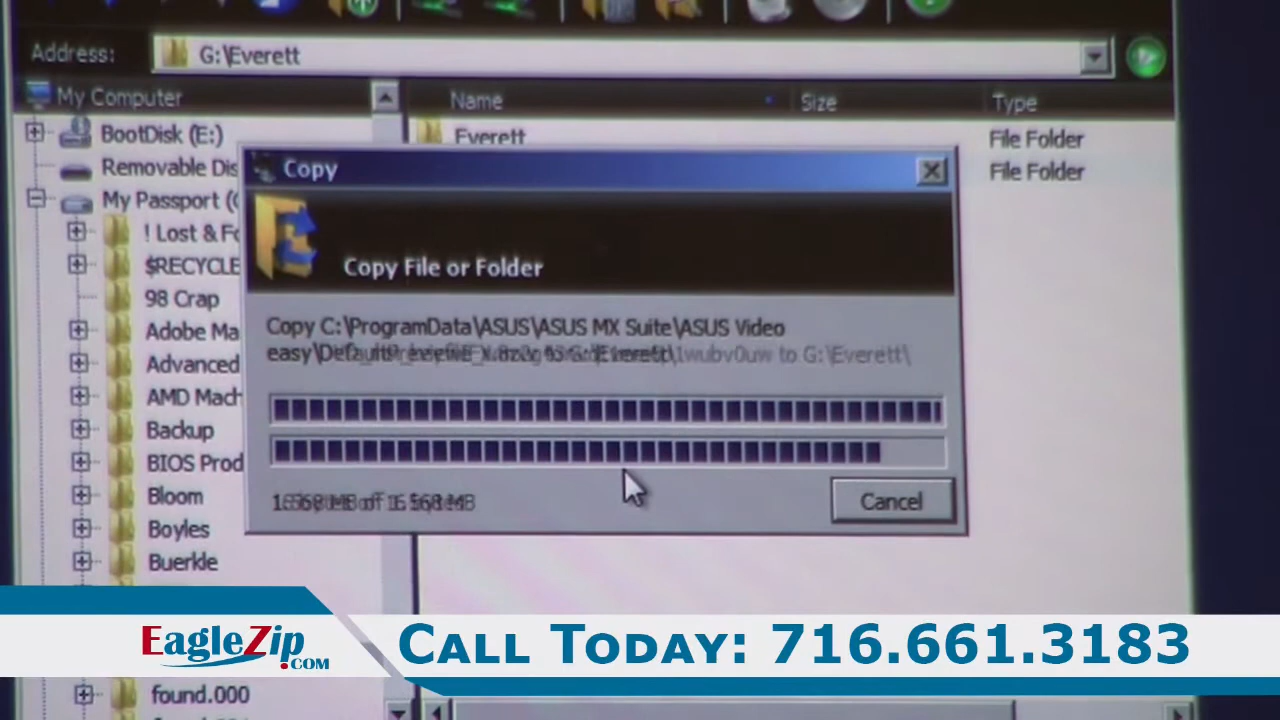 Address: G:\Everett
My Computer
Name Size Type
BootDisk (E:)
Everett File Folder
Removable Dis
File Folder
My Passport (
! Lost & Fo
$RECYCLE
98 Crap
Adobe Ma
Advanced
AMD Mach
Backup
BIOS Prod
Bloom
Boyles
Buerkle
found.000
Copy
Copy File or Folder
Copy C:\ProgramData\ASUS\ASUS MX Suite\ASUS Video
to G:\Everett\
Cancel
EagleZip.com
Call Today: 716.661.3183